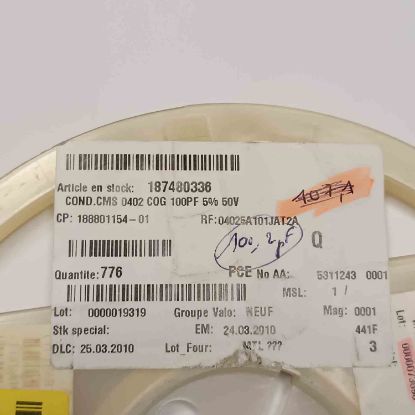 Article en stock: 187480336
COND.CMS 0402 COG 100PF 5% 50V
CP: 188801154-01 RF:04025A101JAT2A
100,2pF Q
Quantite: 776 PCE No AA: 5311243 0001
MSL: 1 /
Lot: 0000019319 Groupe Valo: NEUF Mag: 0001
Stk special: EM: 24.03.2010 441F
DLC: 25.03.2010 Lot_Four: MTL ??? 3
Lot